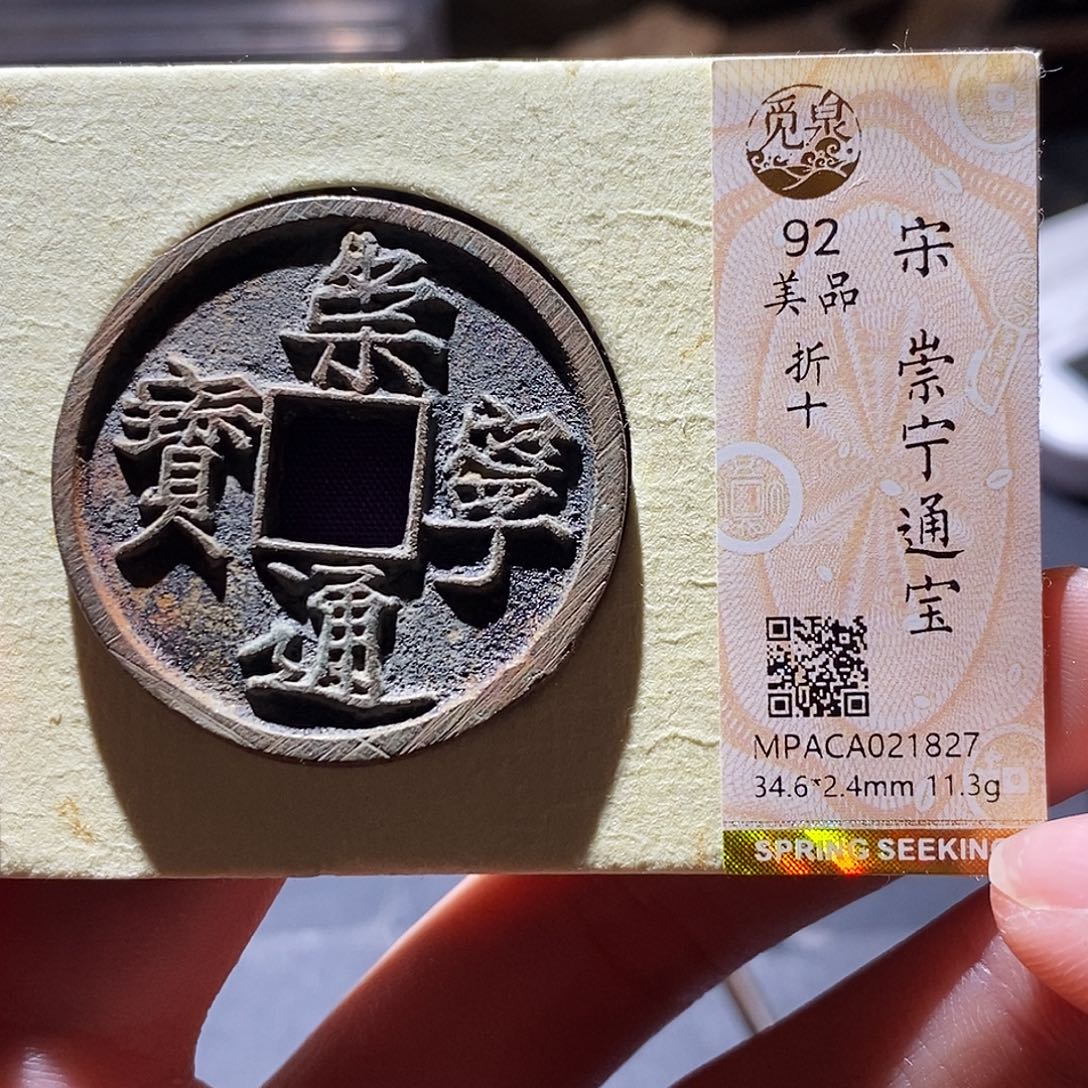 崇寧通寶
覓泉
宋 崇宁通宝
92
美品
折十
MPACA021827
34.6*2.4mm 11.3g
SPRING SEEKING